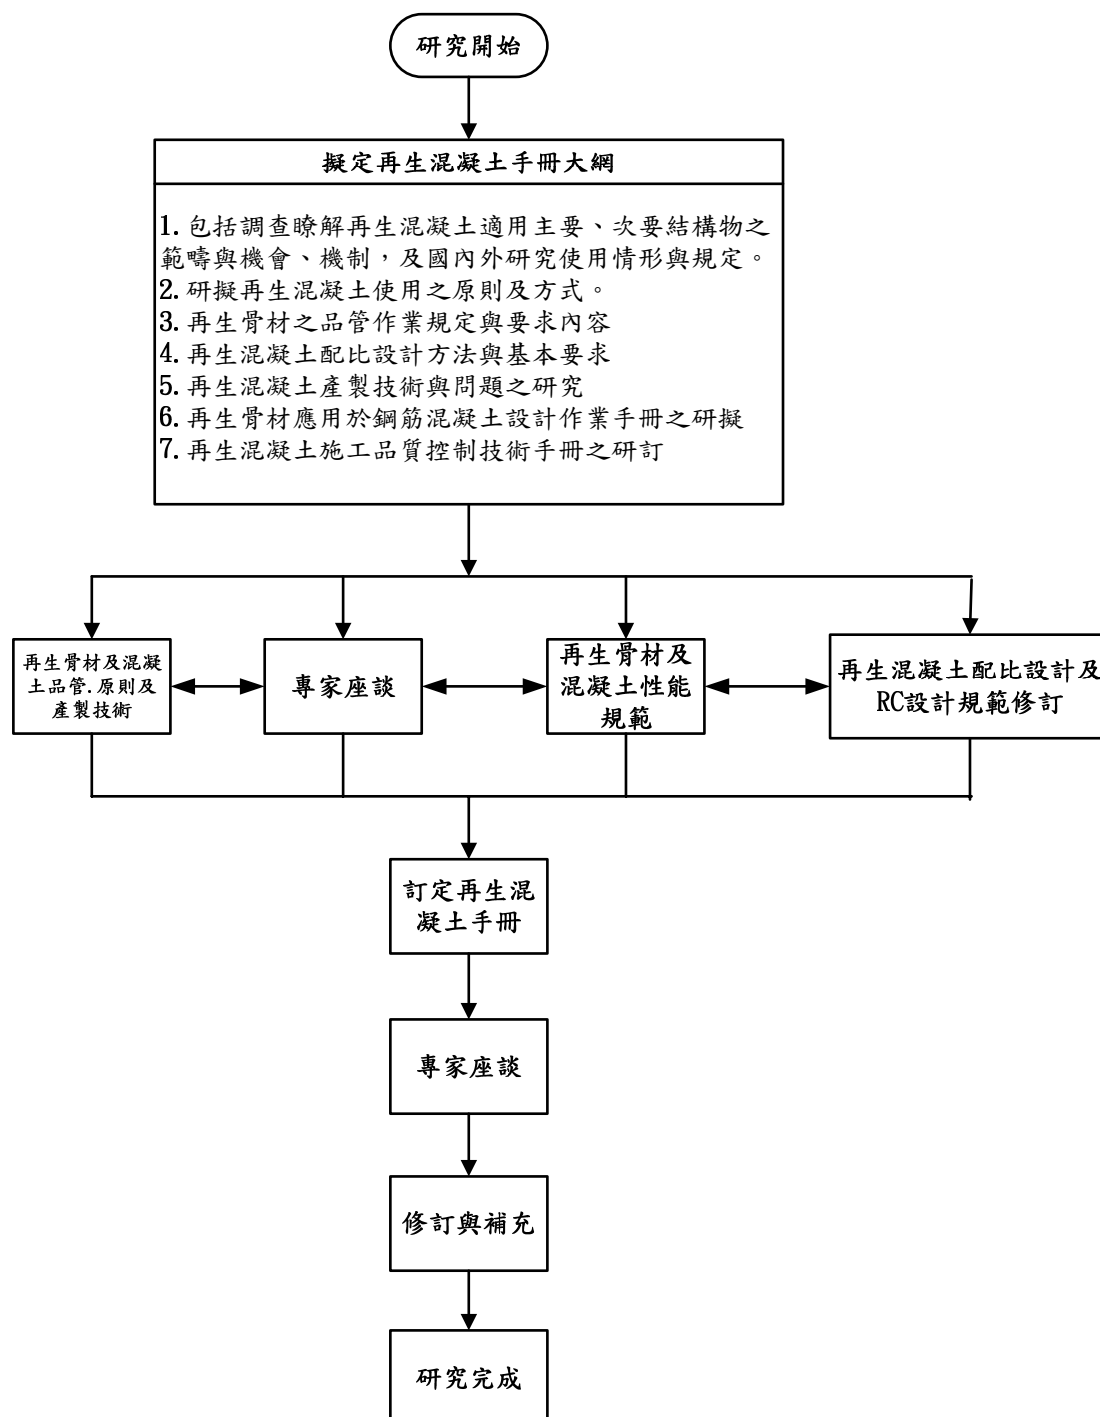 研究開始
擬定再生混凝土手冊大網
1.包括調查瞭解再生混凝土適用主要、次要結構物之
範疇與機會、機制，及國內外研究使用情形與規定。
2.研擬再生混凝土使用之原則及方式。
3.再生骨材之品管作業規定與要求內容
4.再生混凝土配比設計方法與基本要求
5.再生混凝土產製技術與問題之研究
6.再生骨材應用於鋼筋混凝土設計作業手冊之研擬
7.再生混凝土施工品質控制技術手冊之研訂
再生骨材及混凝
土品管.原則及
產製技術
專家座談
再生骨材及
混凝土性能
規範
再生混凝土配比設計及
RC設計規範修訂
訂定再生混
凝土手冊
專家座談
修訂與補充
研究完成